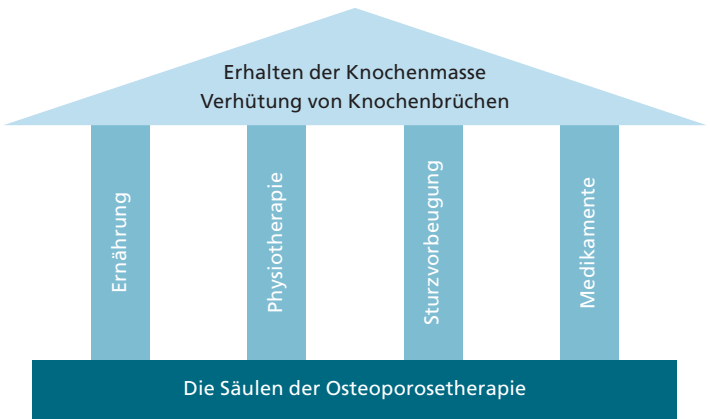 Erhalten der Knochenmasse
Verhütung von Knochenbrüchen
Ernährung
Physiotherapie
Sturzvorbeugung
Medikamente
Die Säulen der Osteoporosetherapie